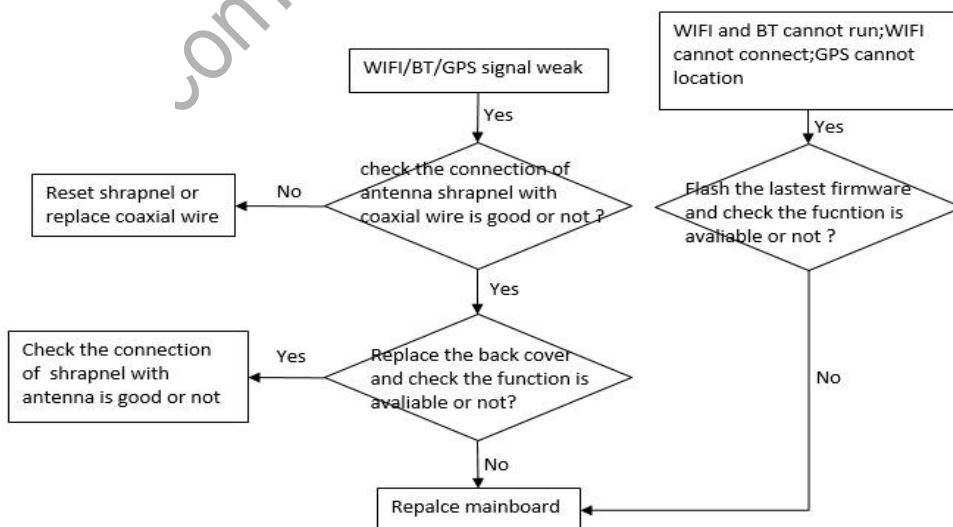 con
WIFI/BT/GPS signal weak
Yes
check the connection of
antenna shrapnel with
coaxial wire is good or not ?
No
Reset shrapnel or
replace coaxial wire
Yes
Replace the back cover
and check the function is
avaliable or not?
Yes
Check the connection
of shrapnel with
antenna is good or not
No
Repalce mainboard
WIFI and BT cannot run;WIFI
cannot connect;GPS cannot
location
Yes
Flash the lastest firmware
and check the fucntion is
avaliable or not ?
No